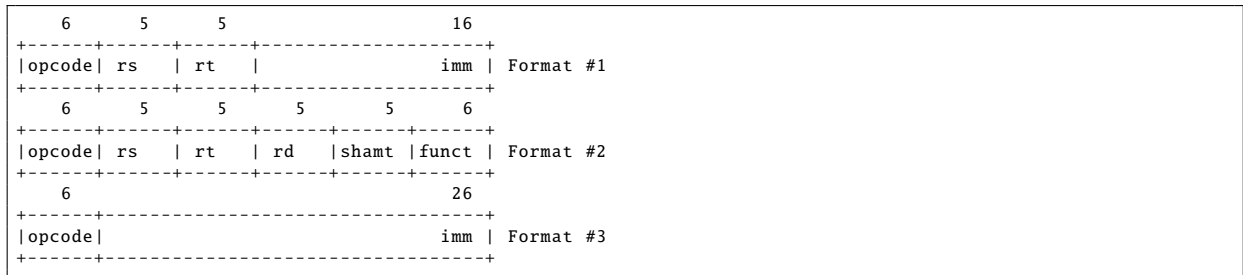 6 5 5 16
+------+------+------+--------------------+
|opcode| rs | rt | imm | Format #1
+------+------+------+--------------------+
6 5 5 5 5 6
+------+------+------+------+------+------+
|opcode| rs | rt | rd |shamt |funct | Format #2
+------+------+------+------+------+------+
6 26
+------+----------------------------------+
|opcode| imm | Format #3
+------+----------------------------------+